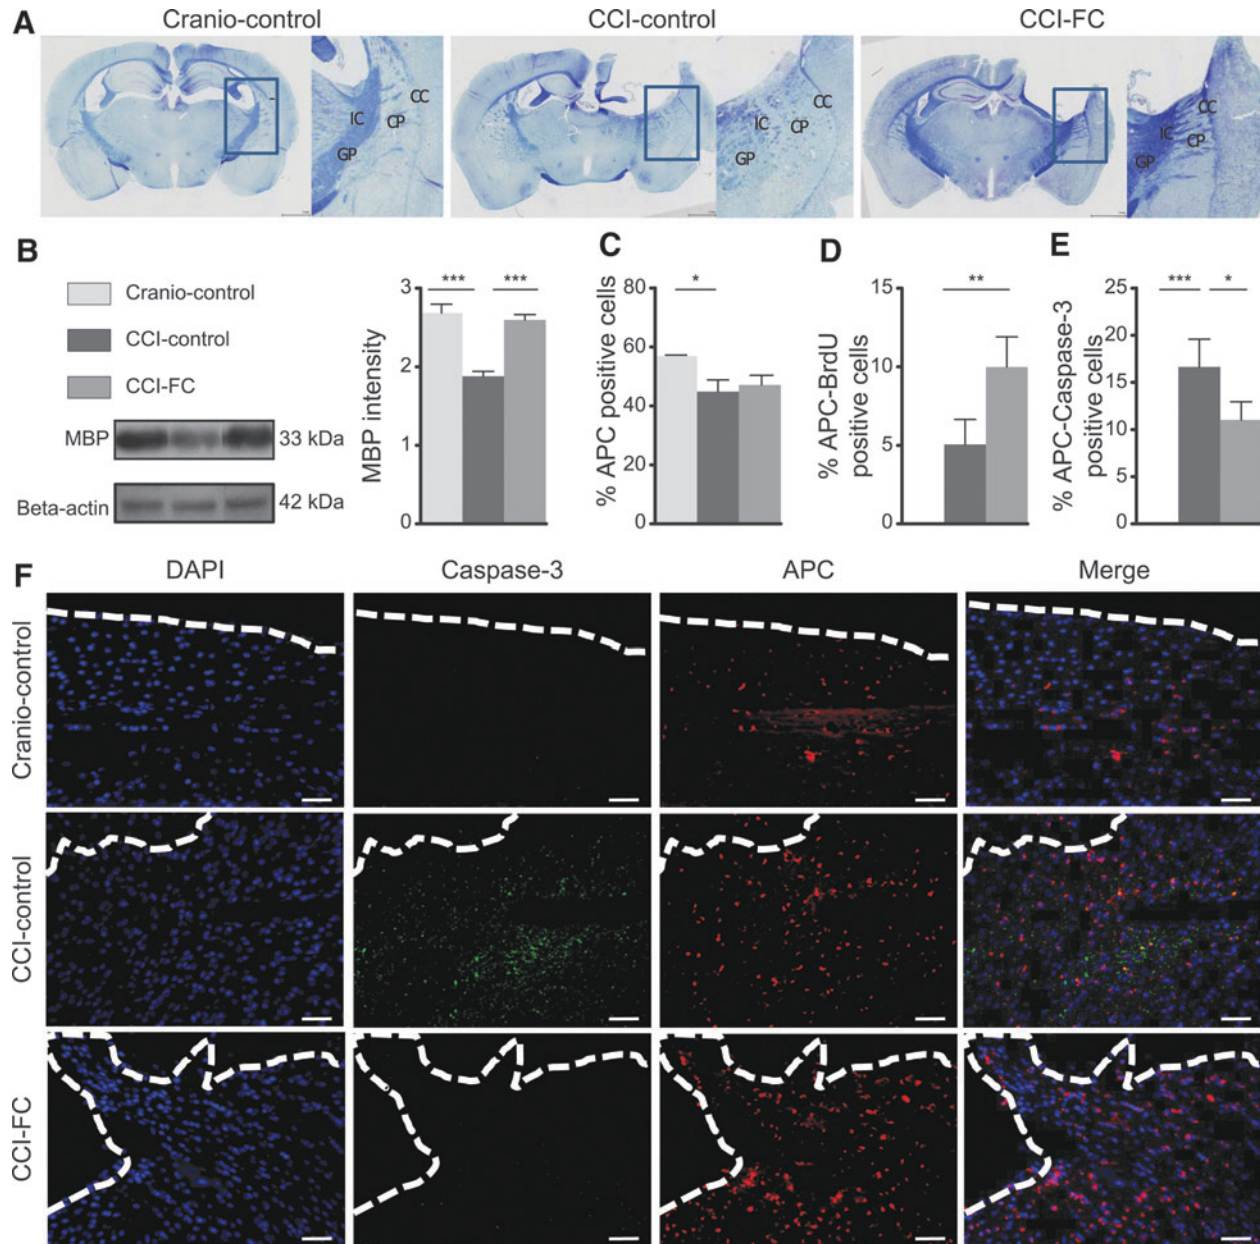 A
Cranio-control
CCI-control
CCI-FC
CC
IC
CP
GP
CC
IC
CP
GP
CC
IC
CP
GP
B
Cranio-control
CCI-control
CCI-FC
MBP
33 kDa
Beta-actin
42 kDa
MBP intensity
3
2
1
0
***
***
C
% APC positive cells
80
60
40
20
0
*
D
% APC-BrdU
positive cells
15
10
5
0
**
E
% APC-Caspase-3
positive cells
25
20
15
10
5
0
***
*
F
DAPI
Caspase-3
APC
Merge
Cranio-control
CCI-control
CCI-FC